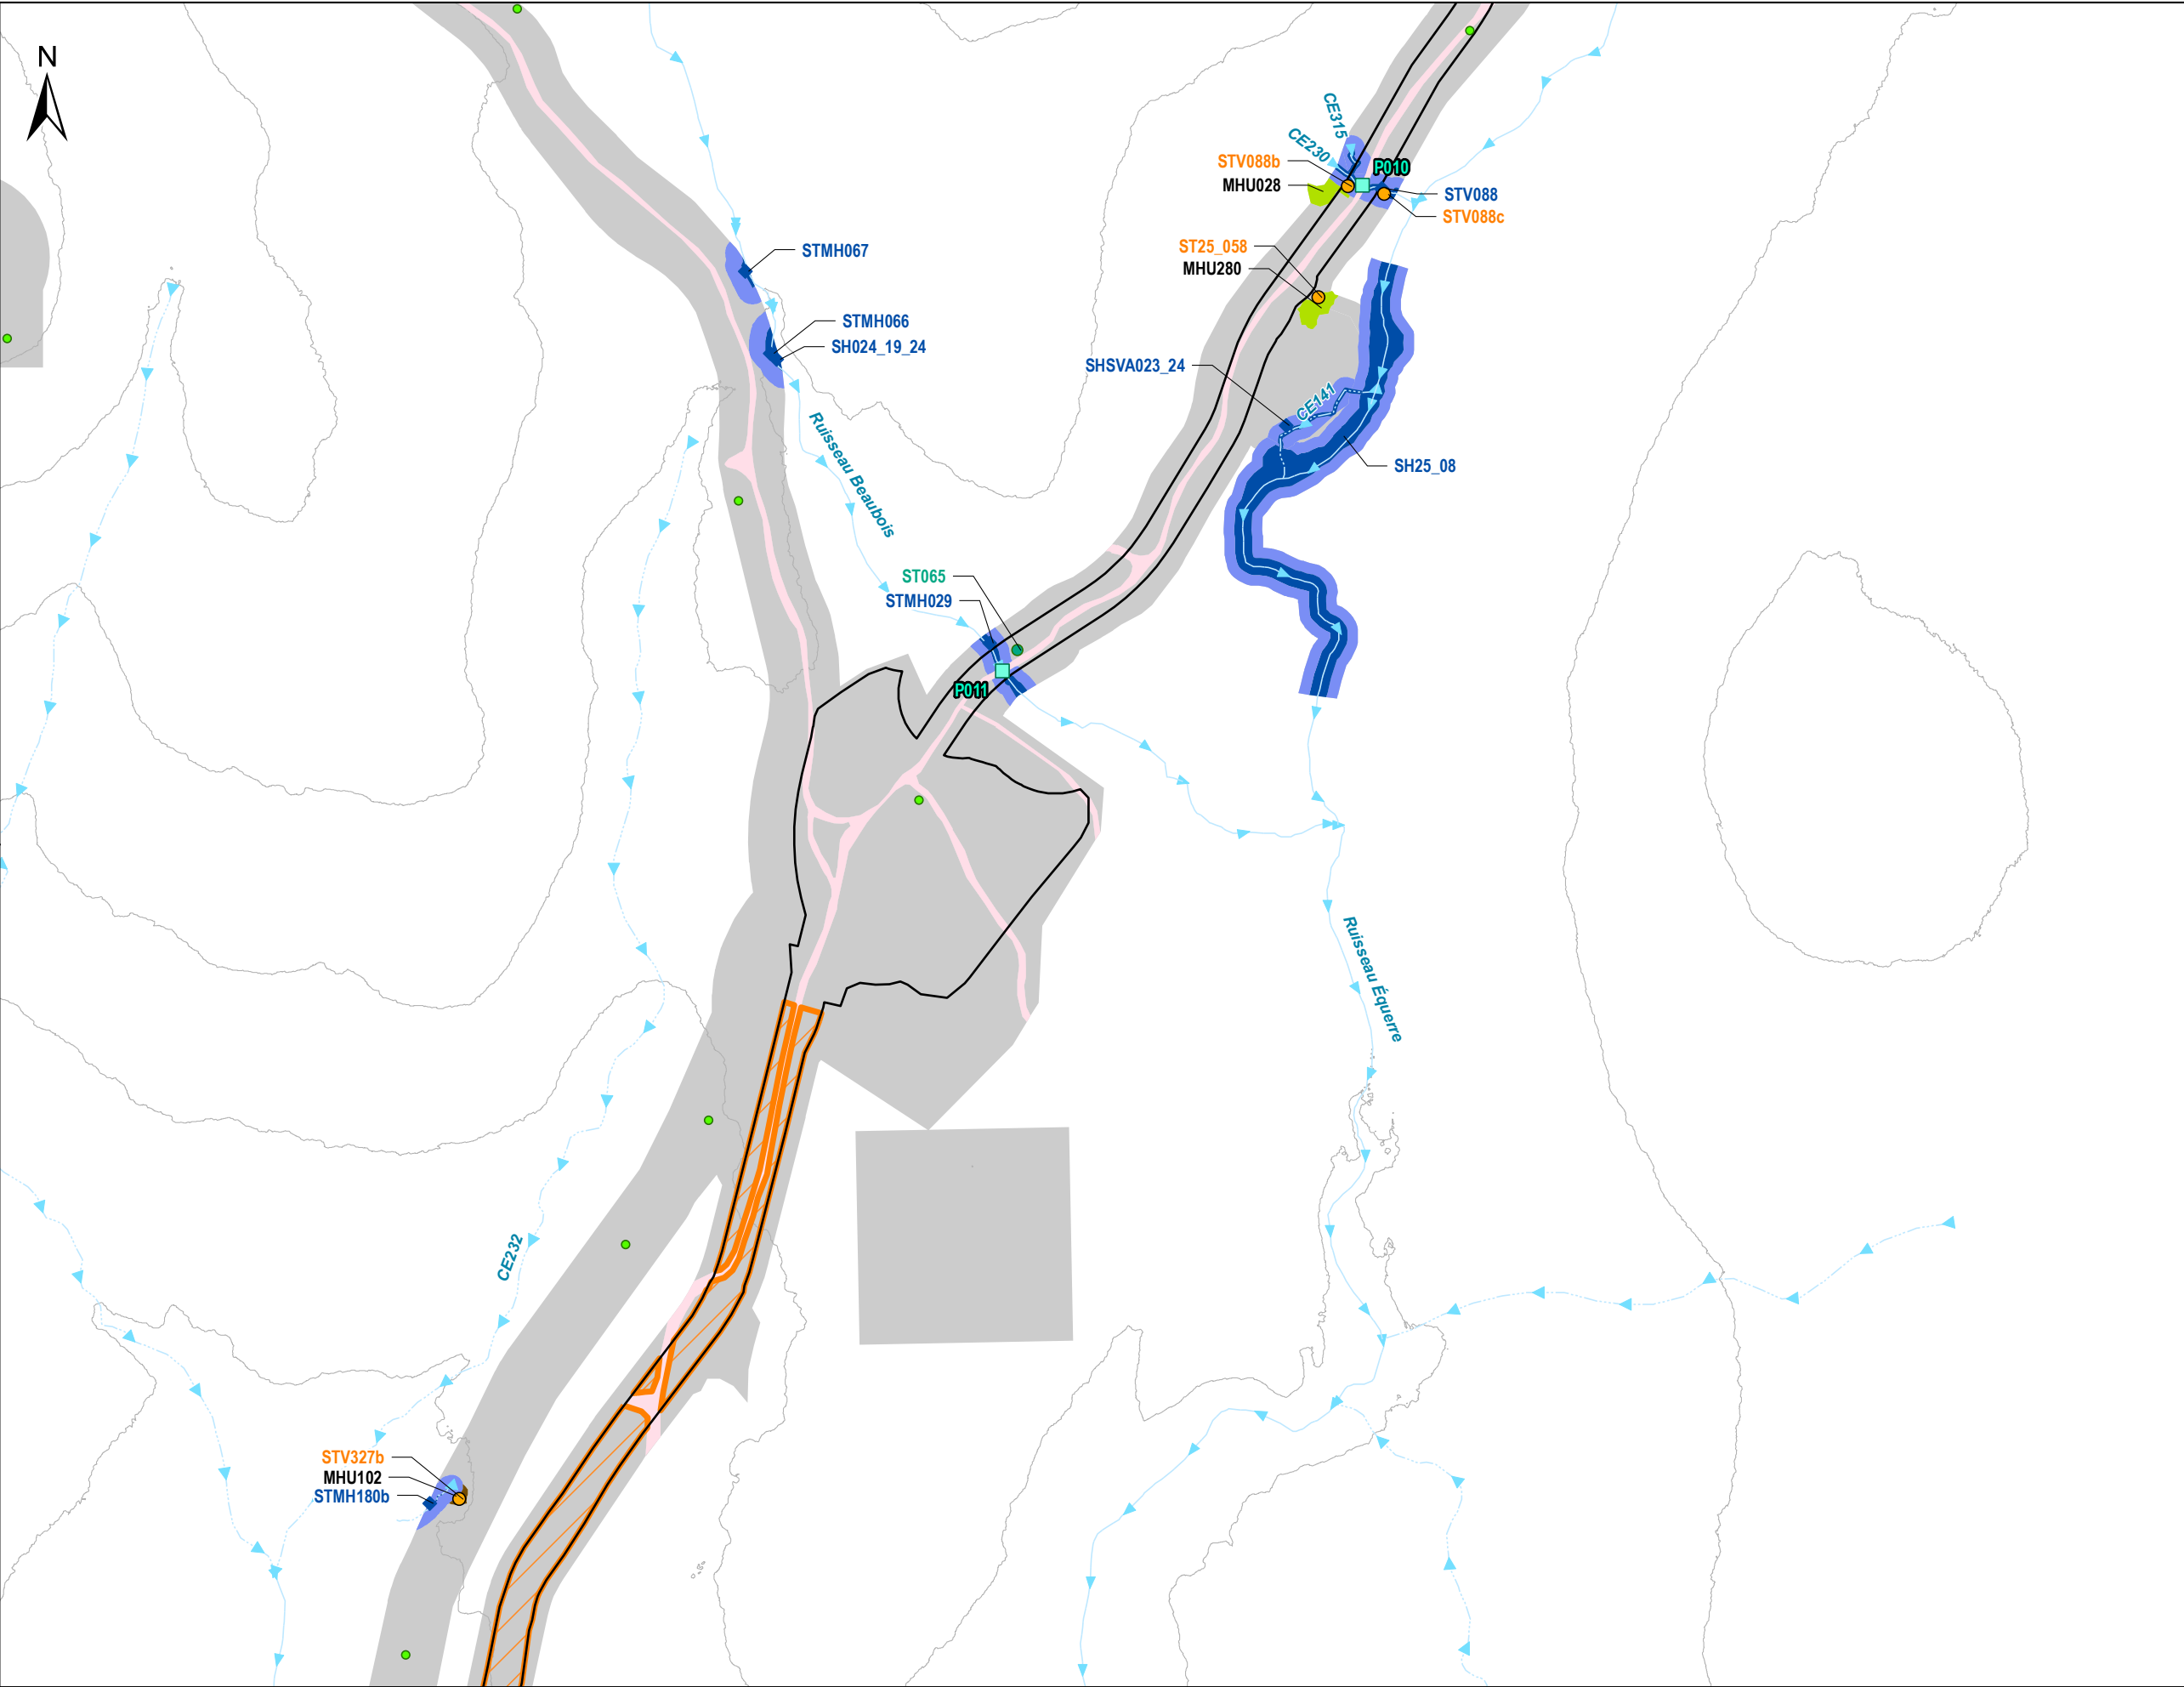 N
CE315
CE230
P010
STV088b
MHU028
STV088
STV088c
ST25_058
MHU280
STMH067
STMH066
SH024_19_24
SHSVA023_24
CE141
SH25_08
Ruisseau Beaubois
ST065
STMH029
P011
Ruisseau Équerre
CE232
STV327b
MHU102
STMH180b